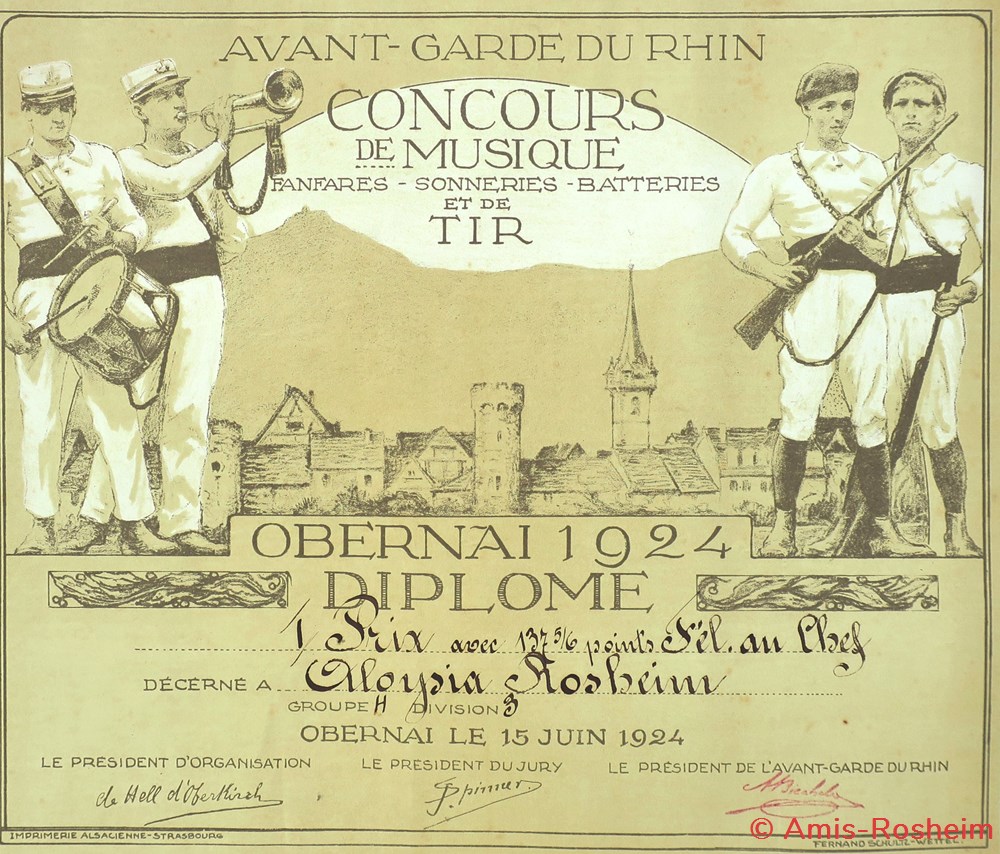 AVANT-GARDE DU RHIN
CONCOURS
DE MUSIQUE
FANFARES - SONNERIES - BATTERIES
ET DE
TIR
OBERNAI 1924
DIPLOME
1 Prix avec 137 5/6 points Fél. au Chef
DÉCERNÉ A Aloysia Rosheim
GROUPE H DIVISION 3
OBERNAI LE 15 JUIN 1924
LE PRÉSIDENT D'ORGANISATION LE PRESIDENT DU JURY LE PRÉSIDENT DE L'AVANT-GARDE DU RHIN
de Hell d'Oberkirch
IMPRIMERIE ALSACIENNE-STRASBOURG
© Amis-Rosheim
FERNAND SCHULTZ-WETTEL.